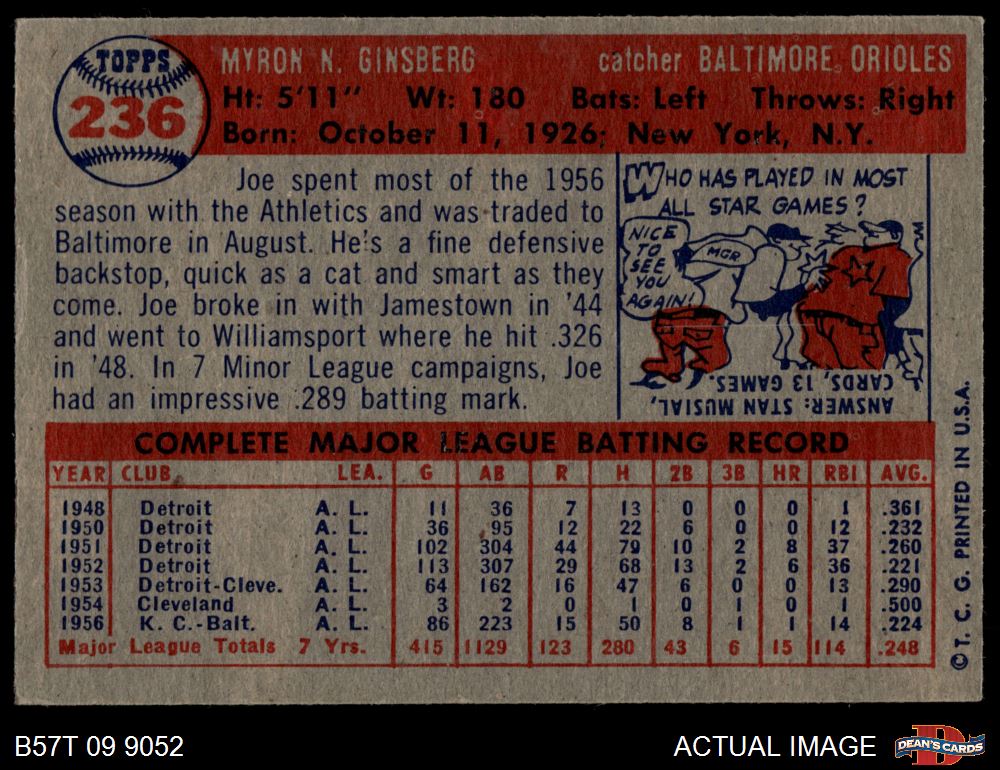 TOPPS
236
MYRON N. GINSBERG catcher BALTIMORE ORIOLES
Ht: 5'11" Wt: 180 Bats: Left Throws: Right
Born: October 11, 1926; New York, N.Y.
Joe spent most of the 1956
season with the Athletics and was traded to
Baltimore in August. He's a fine defensive
backstop, quick as a cat and smart as they
come. Joe broke in with Jamestown in '44
and went to Williamsport where he hit .326
in '48. In 7 Minor League campaigns, Joe
had an impressive .289 batting mark.
WHO HAS PLAYED IN MOST
ALL STAR GAMES?
NICE
TO
SEE
YOU
AGAIN!
MGR
ANSWER: STAN MUSIAL,
CARDS, 13 GAMES.
COMPLETE MAJOR LEAGUE BATTING RECORD
YEAR CLUB LEA. G AB R H 2B 3B HR RBI AVG.
1948 Detroit A. L. 11 36 7 13 0 0 0 1 .361
1950 Detroit A. L. 36 95 12 22 6 0 0 12 .232
1951 Detroit A. L. 102 304 44 79 10 2 8 37 .260
1952 Detroit A. L. 113 307 29 68 13 2 6 36 .221
1953 Detroit-Cleve. A. L. 64 162 16 47 6 0 0 13 .290
1954 Cleveland A. L. 3 2 0 1 0 1 0 1 .500
1956 K. C.-Balt. A. L. 86 223 15 50 8 1 1 14 .224
Major League Totals 7 Yrs. 415 1129 123 280 43 6 15 114 .248
© T. C. G. PRINTED IN U.S.A.
B57T 09 9052
ACTUAL IMAGE
DEAN'S CARDS